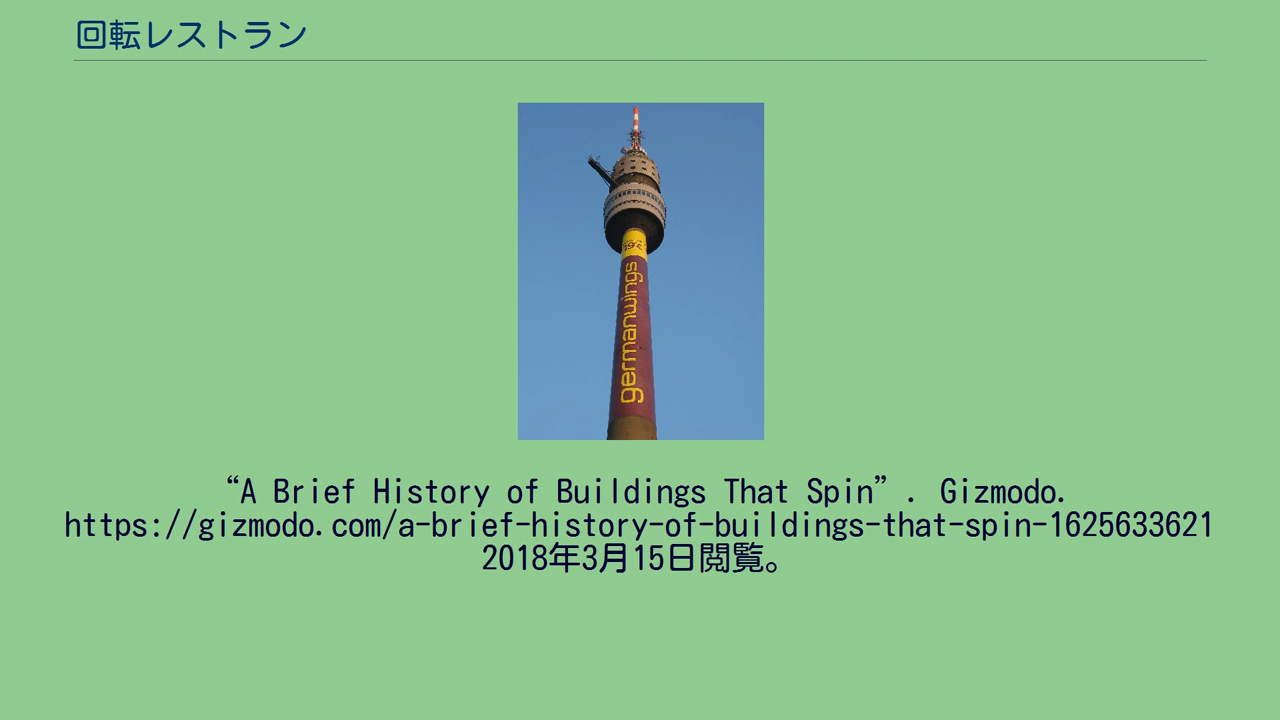 回転レストラン
germanwings
“A Brief History of Buildings That Spin”. Gizmodo.
https://gizmodo.com/a-brief-history-of-buildings-that-spin-1625633621
2018年3月15日閲覧。